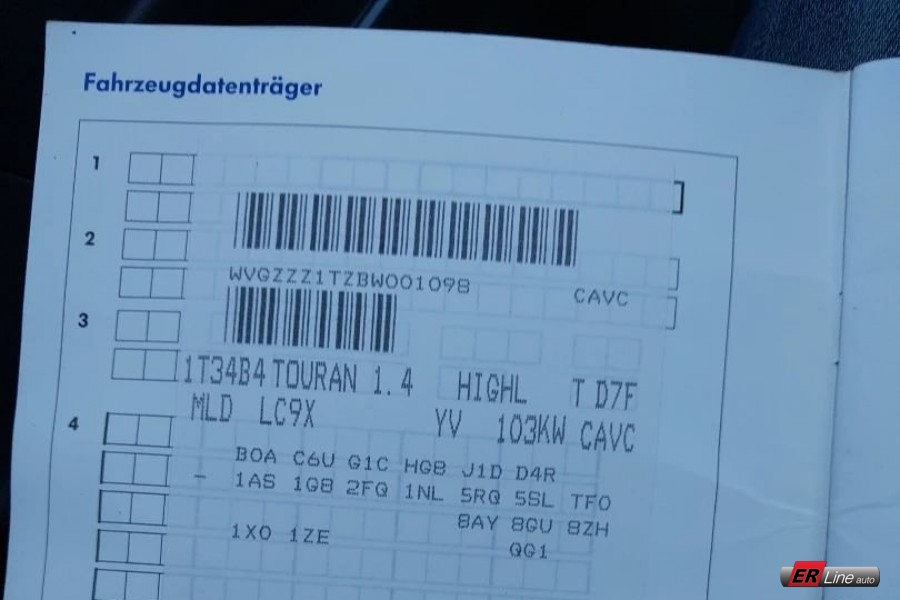 Fahrzeugdatenträger
1
2
WVGZZZ1TZBW001098 CAVC
3
1T34B4 TOURAN 1.4 HIGHL T D7F
MLD LC9X YV 103KW CAVC
4
BOA C6U G1C HG8 J1D D4R
- 1AS 1G8 2FQ 1NL 5RQ 5SL TFO
8AY 8GU 8ZH
1XO 1ZE QG1
ER Line auto